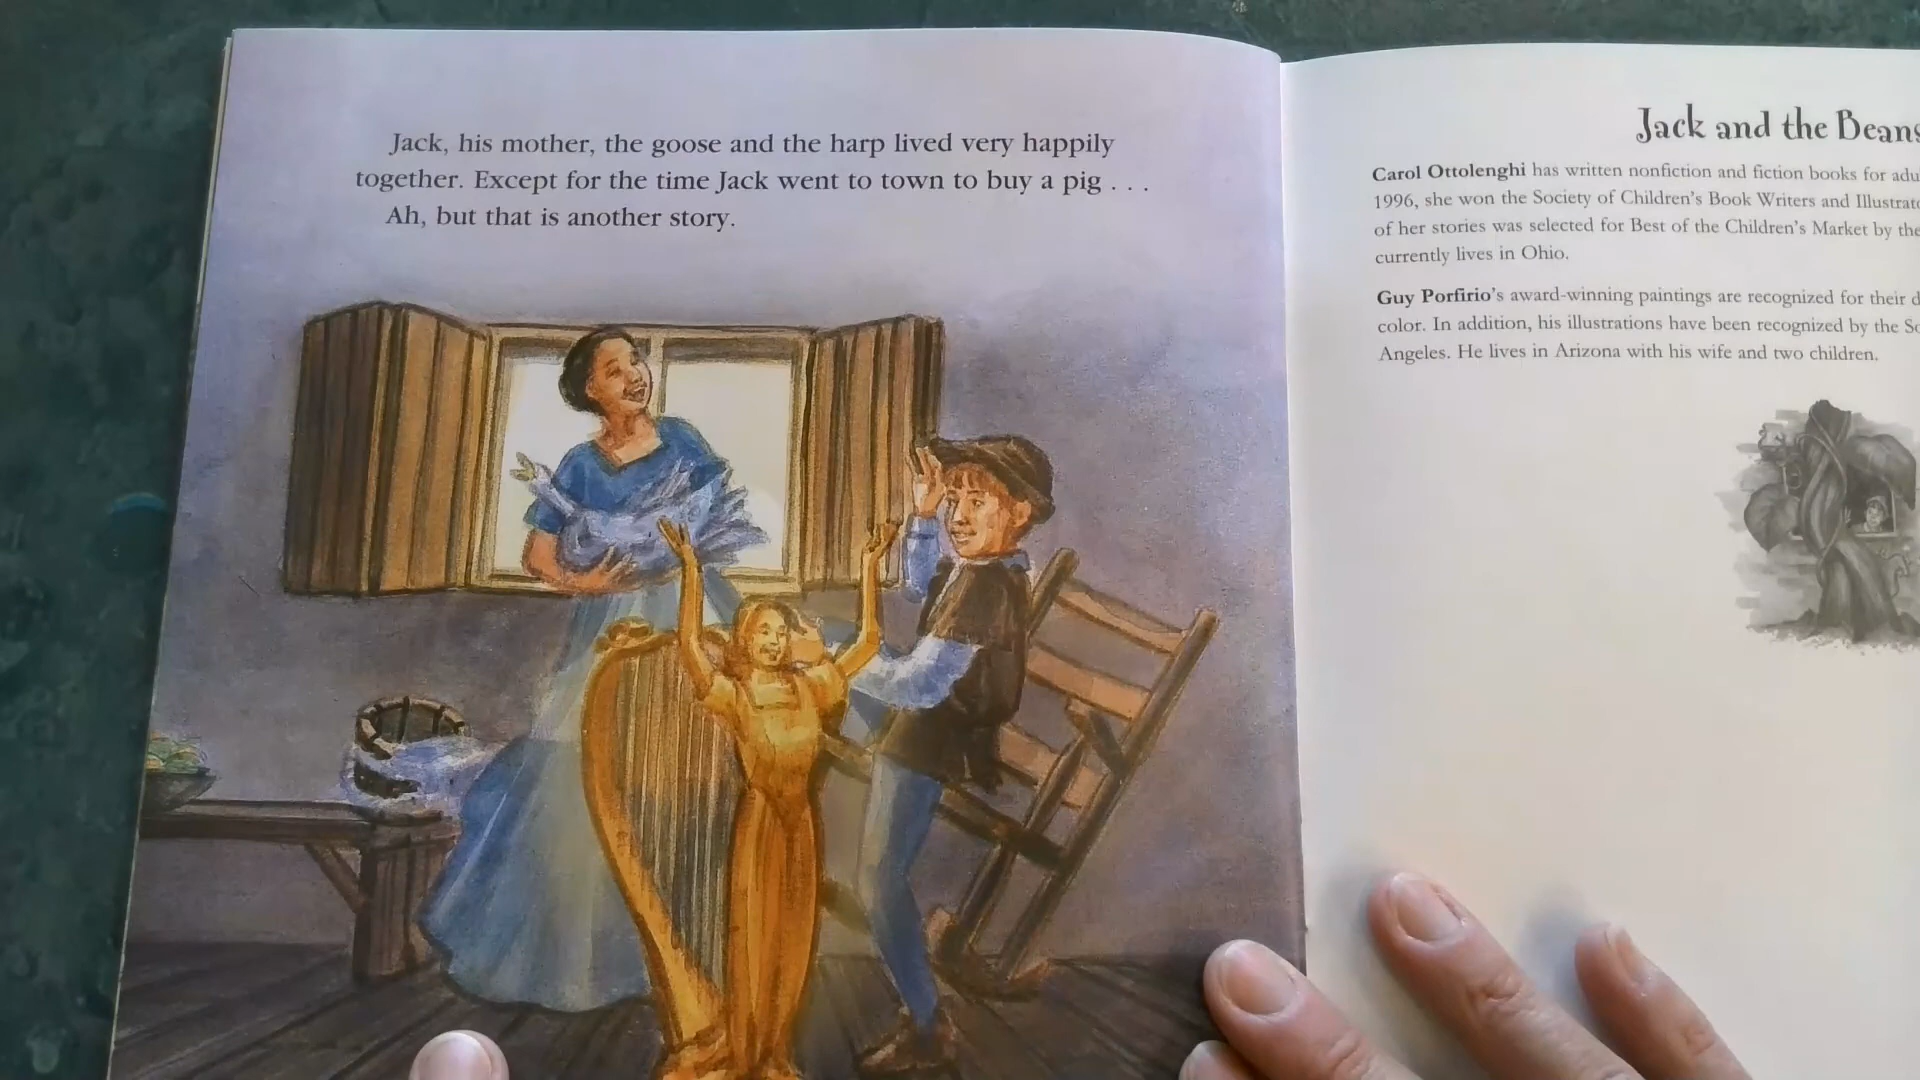 Jack, his mother, the goose and the harp lived very happily
together. Except for the time Jack went to town to buy a pig . . .
Ah, but that is another story.
Jack and the Beans
Carol Ottolenghi has written nonfiction and fiction books for adu
1996, she won the Society of Children's Book Writers and Illustrato
of her stories was selected for Best of the Children's Market by the
currently lives in Ohio.
Guy Porfirio's award-winning paintings are recognized for their d
color. In addition, his illustrations have been recognized by the So
Angeles. He lives in Arizona with his wife and two children.